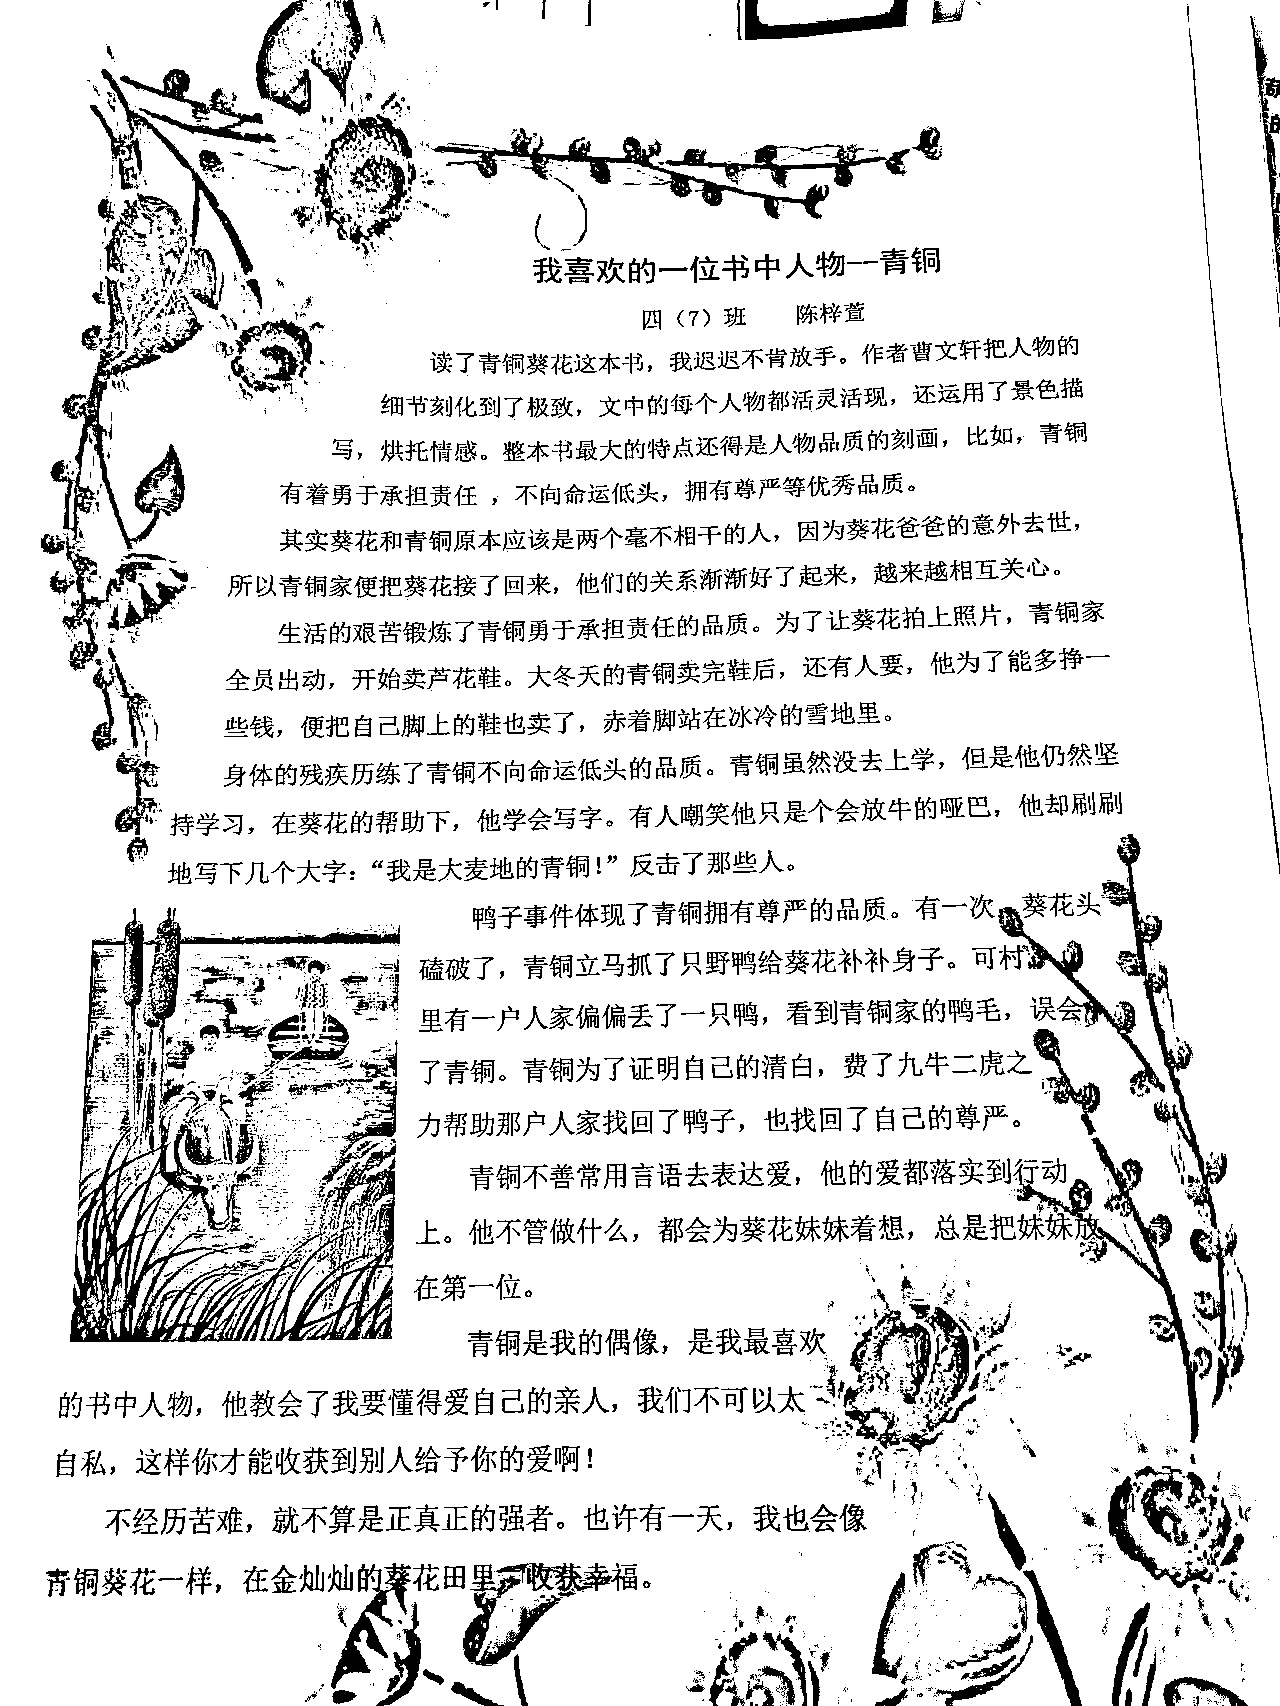 我喜欢的一位书中人物--青铜
四（7）班 陈梓萱
读了青铜葵花这本书，我迟迟不肯放手。作者曹文轩把人物的
细节刻化到了极致，文中的每个人物都活灵活现，还运用了景色描
写，烘托情感。整本书最大的特点还得是人物品质的刻画，比如，青铜
有着勇于承担责任 ，不向命运低头，拥有尊严等优秀品质。
其实葵花和青铜原本应该是两个毫不相干的人，因为葵花爸爸的意外去世，
所以青铜家便把葵花接了回来，他们的关系渐渐好了起来，越来越相互关心。
生活的艰苦锻炼了青铜勇于承担责任的品质。为了让葵花拍上照片，青铜家
全员出动，开始卖芦花鞋。大冬天的青铜卖完鞋后，还有人要，他为了能多挣一
些钱，便把自己脚上的鞋也卖了，赤着脚站在冰冷的雪地里。
身体的残疾历练了青铜不向命运低头的品质。青铜虽然没去上学，但是他仍然坚
持学习，在葵花的帮助下，他学会写字。有人嘲笑他只是个会放牛的哑巴，他却刷刷
地写下几个大字：“我是大麦地的青铜！”反击了那些人。
鸭子事件体现了青铜拥有尊严的品质。有一次，葵花头
磕破了，青铜立马抓了只野鸭给葵花补补身子。可村
里有一户人家偏偏丢了一只鸭，看到青铜家的鸭毛，误会
了青铜。青铜为了证明自己的清白，费了九牛二虎之
力帮助那户人家找回了鸭子，也找回了自己的尊严。
青铜不善常用言语去表达爱，他的爱都落实到行动
上。他不管做什么，都会为葵花妹妹着想，总是把妹妹放
在第一位。
青铜是我的偶像，是我最喜欢
的书中人物，他教会了我要懂得爱自己的亲人，我们不可以太
自私，这样你才能收获到别人给予你的爱啊！
不经历苦难，就不算是正真正的强者。也许有一天，我也会像
青铜葵花一样，在金灿灿的葵花田里，收获幸福。